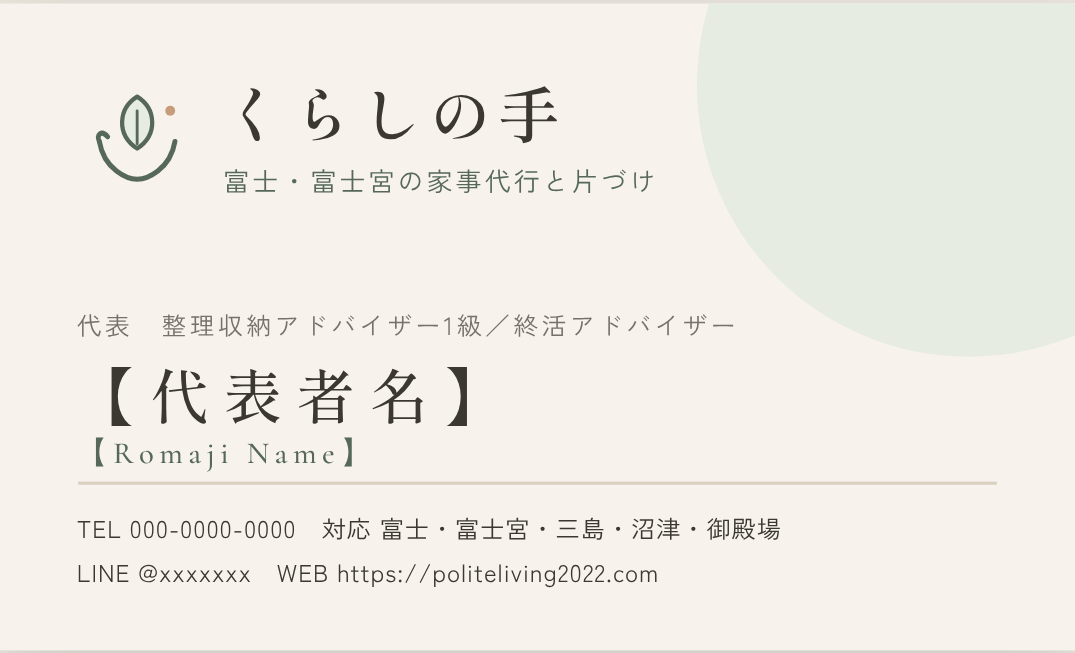 くらしの手
富士・富士宮の家事代行と片づけ
代表　整理収納アドバイザー1級／終活アドバイザー
【代表者名】
【Romaji Name】
TEL 000-0000-0000　対応 富士・富士宮・三島・沼津・御殿場
LINE @xxxxxxx　WEB https://politeliving2022.com